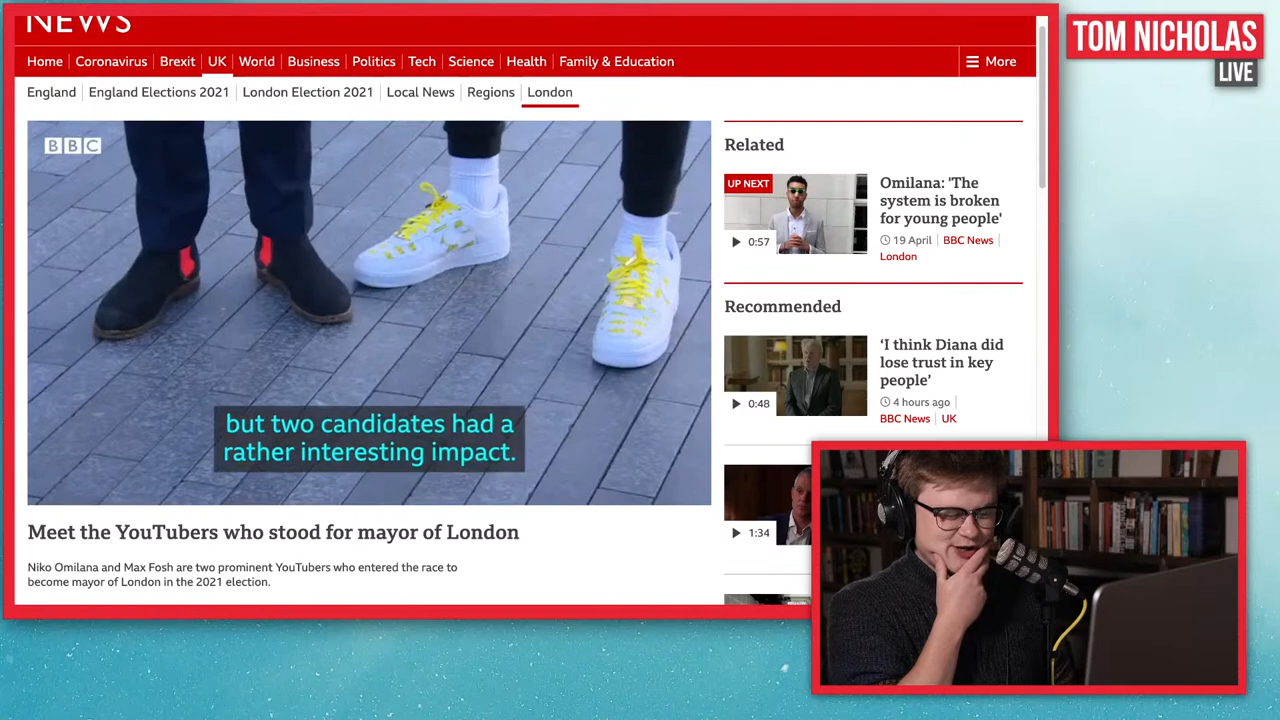 NEWS
TOM NICHOLAS
LIVE
Home Coronavirus Brexit UK World Business Politics Tech Science Health Family & Education More
England England Elections 2021 London Election 2021 Local News Regions London
BBC
but two candidates had a
rather interesting impact.
Meet the YouTubers who stood for mayor of London
Niko Omilana and Max Fosh are two prominent YouTubers who entered the race to
become mayor of London in the 2021 election.
Related
UP NEXT
0:57
Omilana: 'The
system is broken
for young people'
19 April BBC News
London
Recommended
0:48
‘I think Diana did
lose trust in key
people’
4 hours ago
BBC News UK
1:34